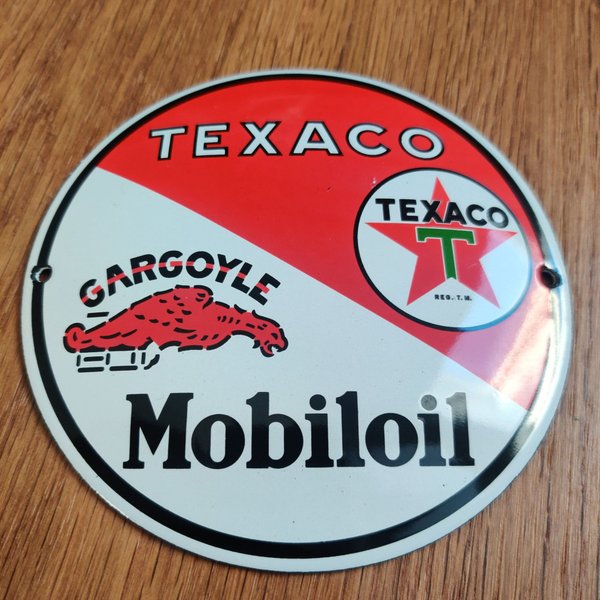 TEXACO
TEXACO
T
REG. T.M.
GARGOYLE
Mobiloil